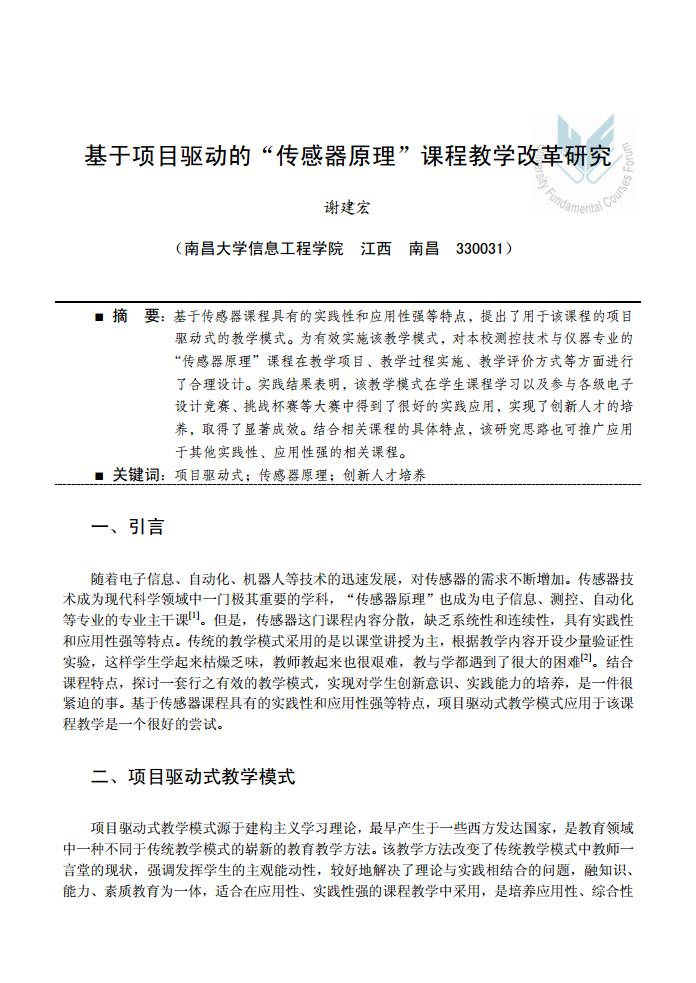 基于项目驱动的“传感器原理”课程教学改革研究
University Fundamental Courses Forum
谢建宏
（南昌大学信息工程学院　江西　南昌　330031）
■ 摘　要：基于传感器课程具有的实践性和应用性强等特点，提出了用于该课程的项目
驱动式的教学模式。为有效实施该教学模式，对本校测控技术与仪器专业的
“传感器原理”课程在教学项目、教学过程实施、教学评价方式等方面进行
了合理设计。实践结果表明，该教学模式在学生课程学习以及参与各级电子
设计竞赛、挑战杯赛等大赛中得到了很好的实践应用，实现了创新人才的培
养，取得了显著成效。结合相关课程的具体特点，该研究思路也可推广应用
于其他实践性、应用性强的相关课程。
■ 关键词：项目驱动式；传感器原理；创新人才培养
一、引言
随着电子信息、自动化、机器人等技术的迅速发展，对传感器的需求不断增加。传感器技
术成为现代科学领域中一门极其重要的学科，“传感器原理”也成为电子信息、测控、自动化
等专业的专业主干课[1]。但是，传感器这门课程内容分散，缺乏系统性和连续性，具有实践性
和应用性强等特点。传统的教学模式采用的是以课堂讲授为主，根据教学内容开设少量验证性
实验，这样学生学起来枯燥乏味，教师教起来也很艰难，教与学都遇到了很大的困难[2]。结合
课程特点，探讨一套行之有效的教学模式，实现对学生创新意识、实践能力的培养，是一件很
紧迫的事。基于传感器课程具有的实践性和应用性强等特点，项目驱动式教学模式应用于该课
程教学是一个很好的尝试。
二、项目驱动式教学模式
项目驱动式教学模式源于建构主义学习理论，最早产生于一些西方发达国家，是教育领域
中一种不同于传统教学模式的崭新的教育教学方法。该教学方法改变了传统教学模式中教师一
言堂的现状，强调发挥学生的主观能动性，较好地解决了理论与实践相结合的问题，融知识、
能力、素质教育为一体，适合在应用性、实践性强的课程教学中采用，是培养应用性、综合性